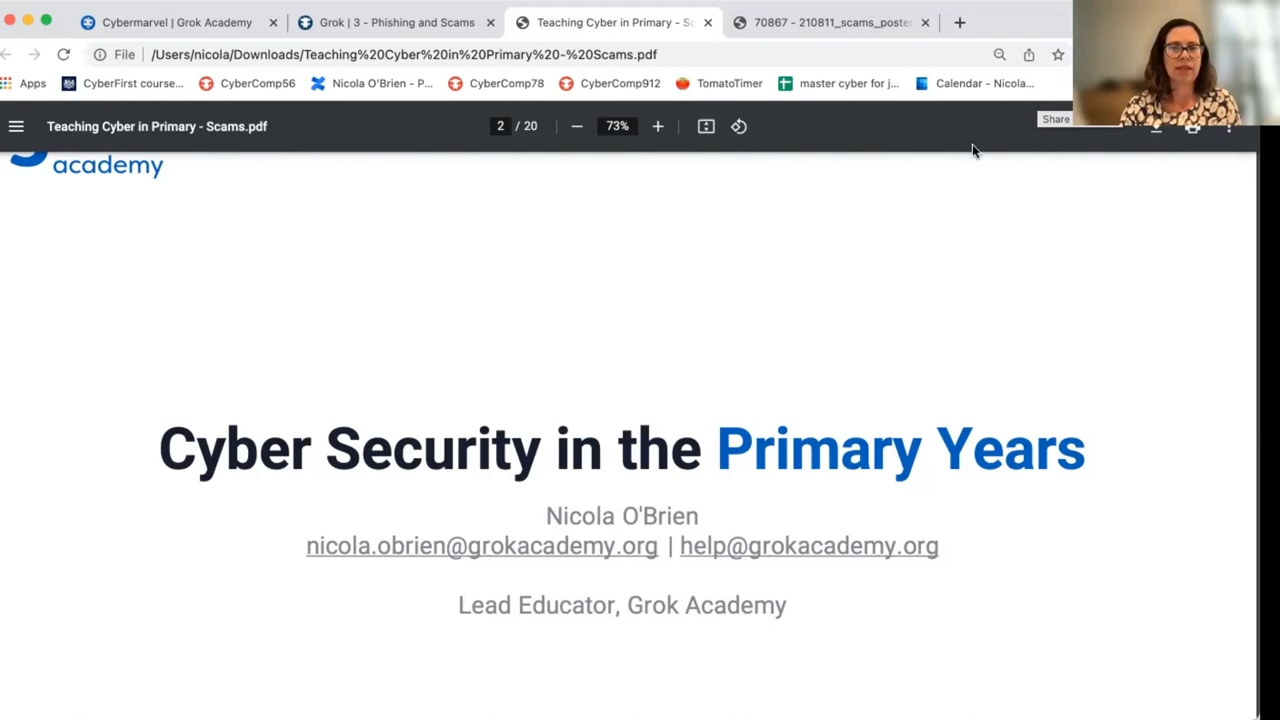 Cybermarvel | Grok Academy
Grok | 3 - Phishing and Scams
Teaching Cyber in Primary - Sc
70867 - 210811_scams_poste
File
/Users/nicola/Downloads/Teaching%20Cyber%20in%20Primary%20-%20Scams.pdf
Apps
CyberFirst course...
CyberComp56
Nicola O'Brien - P...
CyberComp78
CyberComp912
TomatoTimer
master cyber for j...
Calendar - Nicola...
Share
Teaching Cyber in Primary - Scams.pdf
2 / 20
73%
academy
Cyber Security in the Primary Years
Nicola O'Brien
nicola.obrien@grokacademy.org | help@grokacademy.org
Lead Educator, Grok Academy